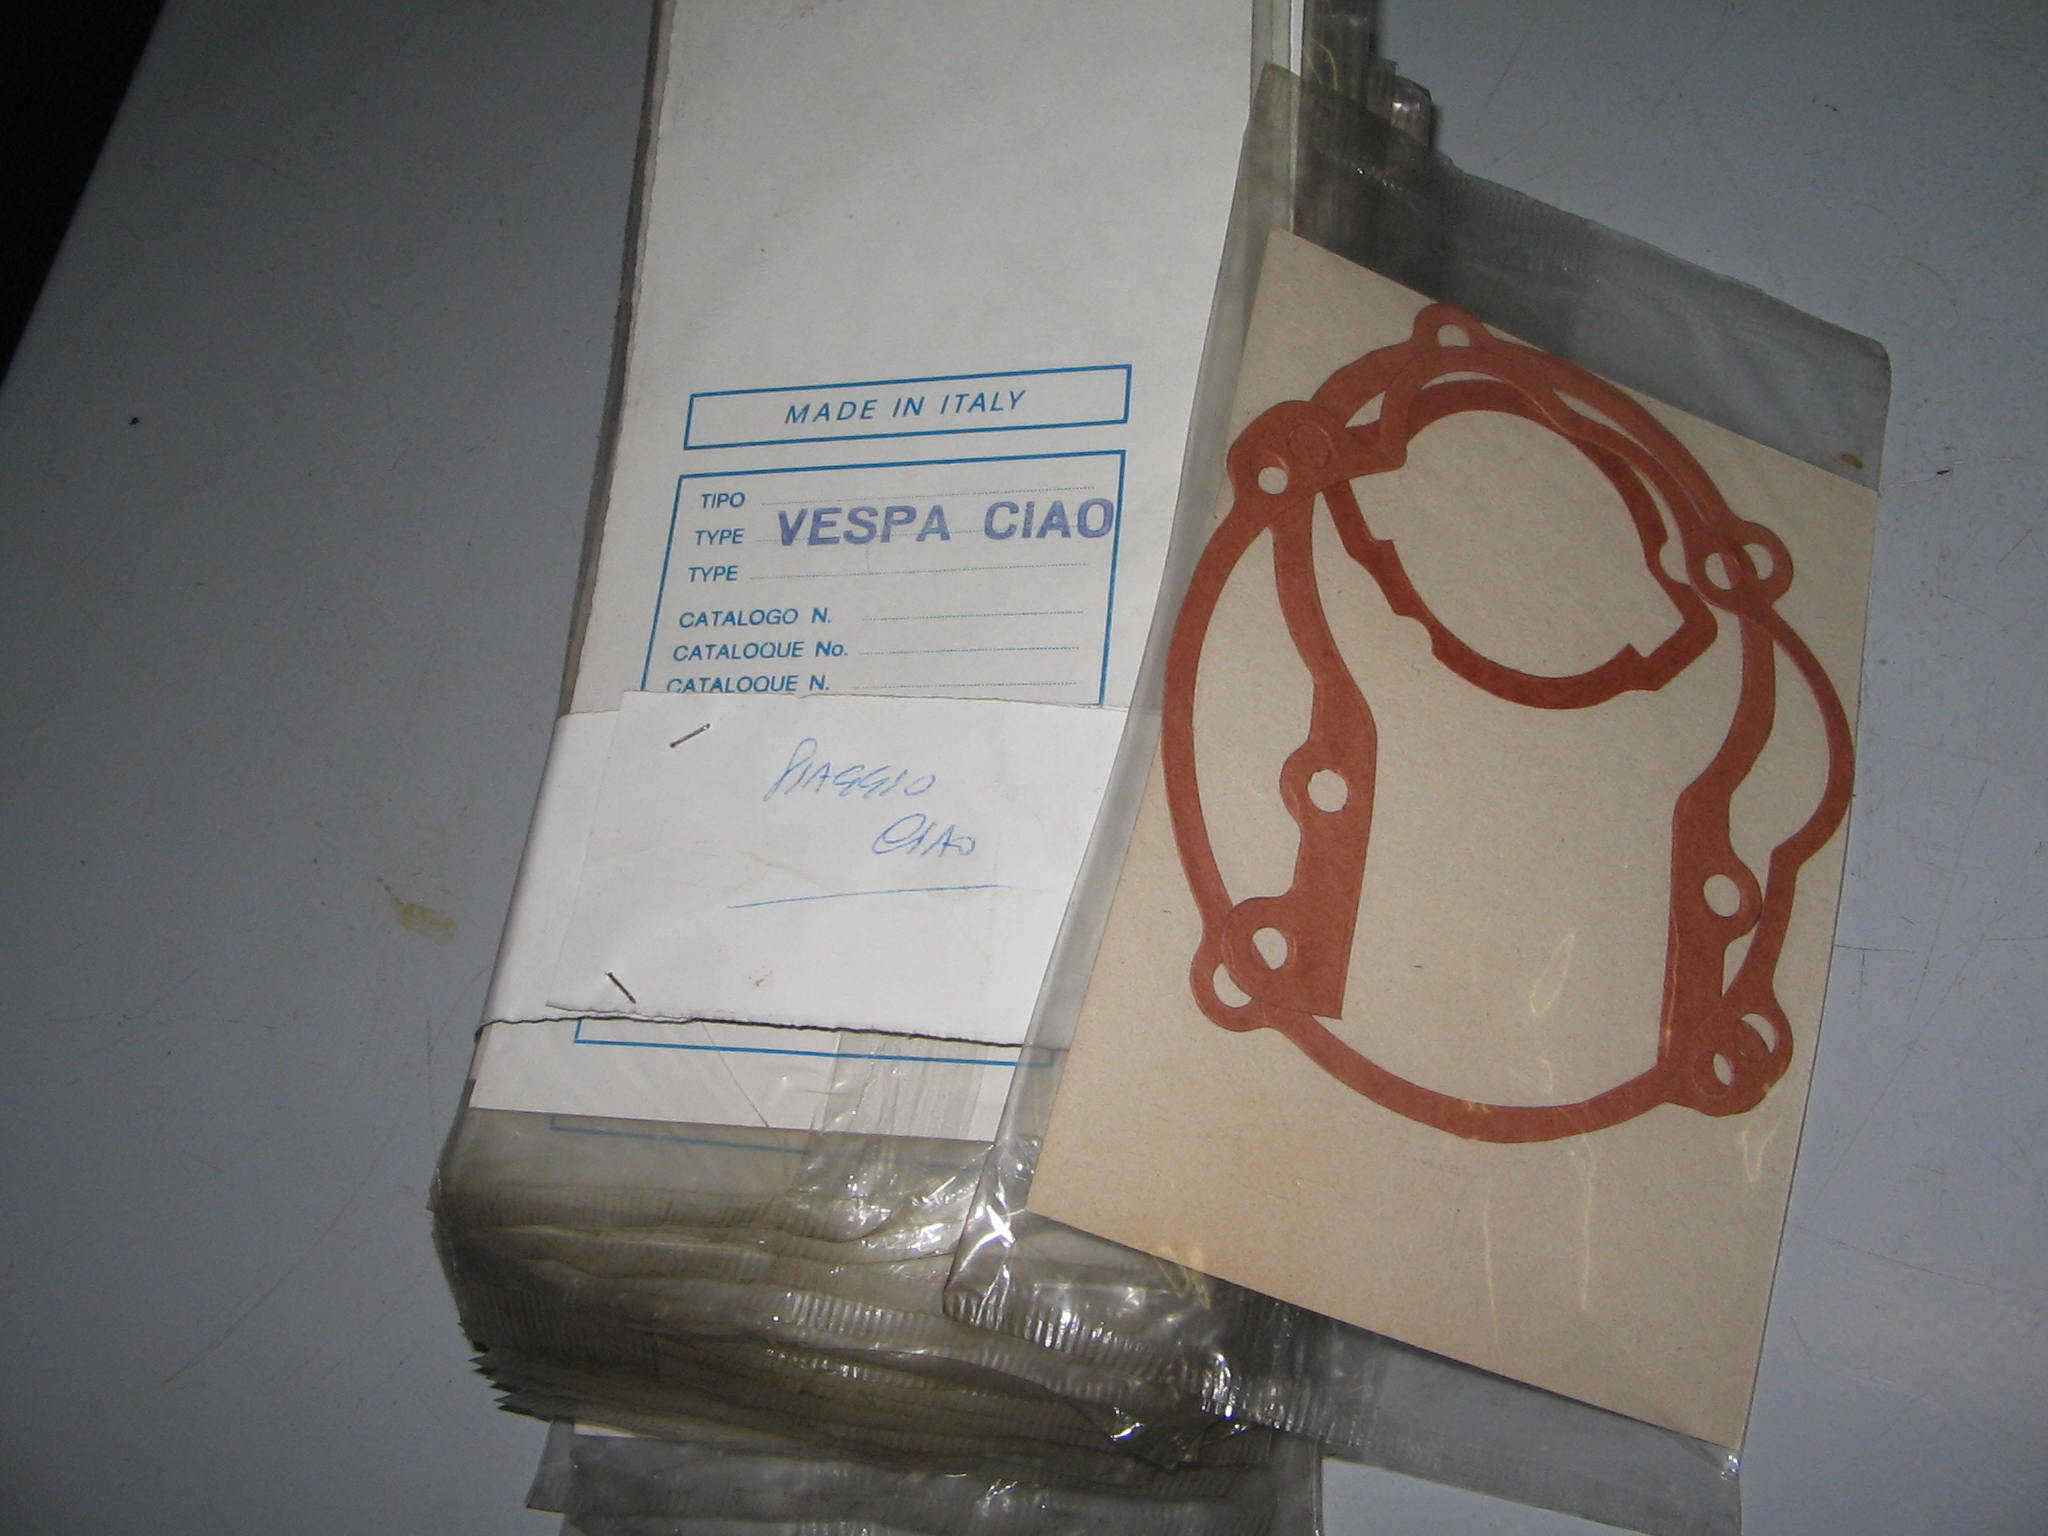 MADE IN ITALY
TIPO
TYPE VESPA CIAO
TYPE
CATALOGO N.
CATALOQUE No.
CATALOQUE N.
PIAGGIO
CIAO